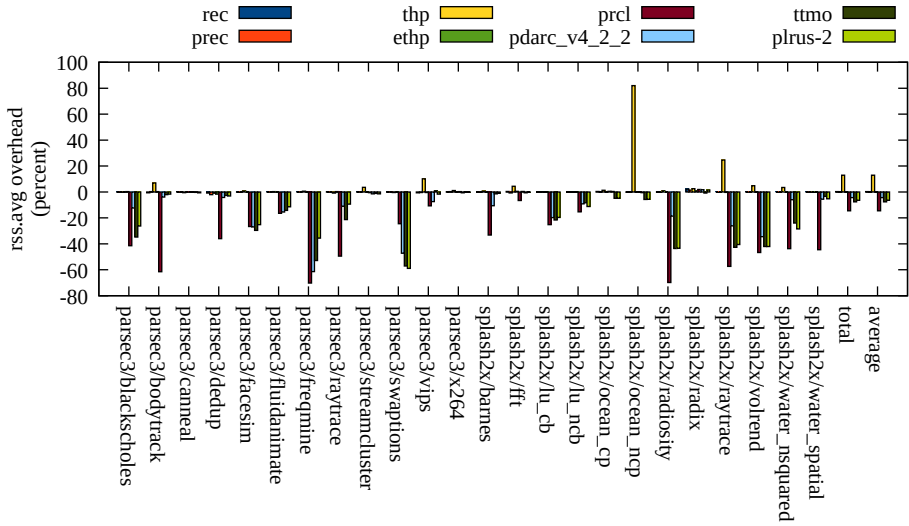 rec thp prcl ttmo
prec ethp pdarc_v4_2_2 plrus-2
rss.avg overhead
(percent)
100
80
60
40
20
0
-20
-40
-60
-80
parsec3/blackscholes
parsec3/bodytrack
parsec3/canneal
parsec3/dedup
parsec3/facesim
parsec3/fluidanimate
parsec3/freqmine
parsec3/raytrace
parsec3/streamcluster
parsec3/swaptions
parsec3/vips
parsec3/x264
splash2x/barnes
splash2x/fft
splash2x/lu_cb
splash2x/lu_ncb
splash2x/ocean_cp
splash2x/ocean_ncp
splash2x/radiosity
splash2x/radix
splash2x/raytrace
splash2x/volrend
splash2x/water_nsquared
splash2x/water_spatial
total
average